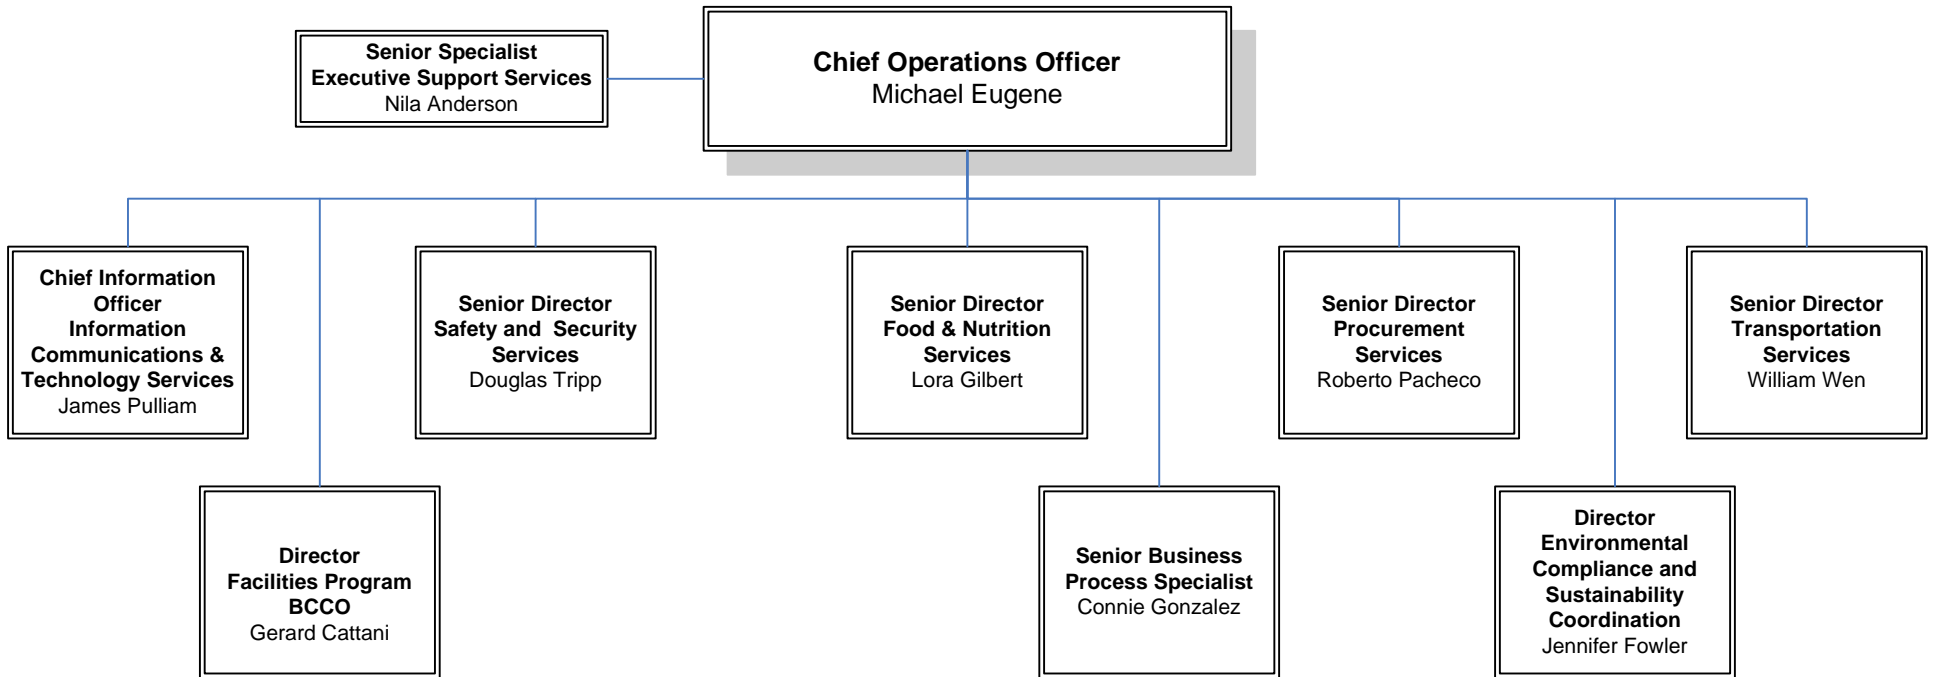 Senior Specialist
Executive Support Services
Nila Anderson
Chief Operations Officer
Michael Eugene
Chief Information
Officer
Information
Communications &
Technology Services
James Pulliam
Senior Director
Safety and  Security
Services
Douglas Tripp
Senior Director
Food & Nutrition
Services
Lora Gilbert
Senior Director
Procurement
Services
Roberto Pacheco
Senior Director
Transportation
Services
William Wen
Director
Facilities Program
BCCO
Gerard Cattani
Senior Business
Process Specialist
Connie Gonzalez
Director
Environmental
Compliance and
Sustainability
Coordination
Jennifer Fowler